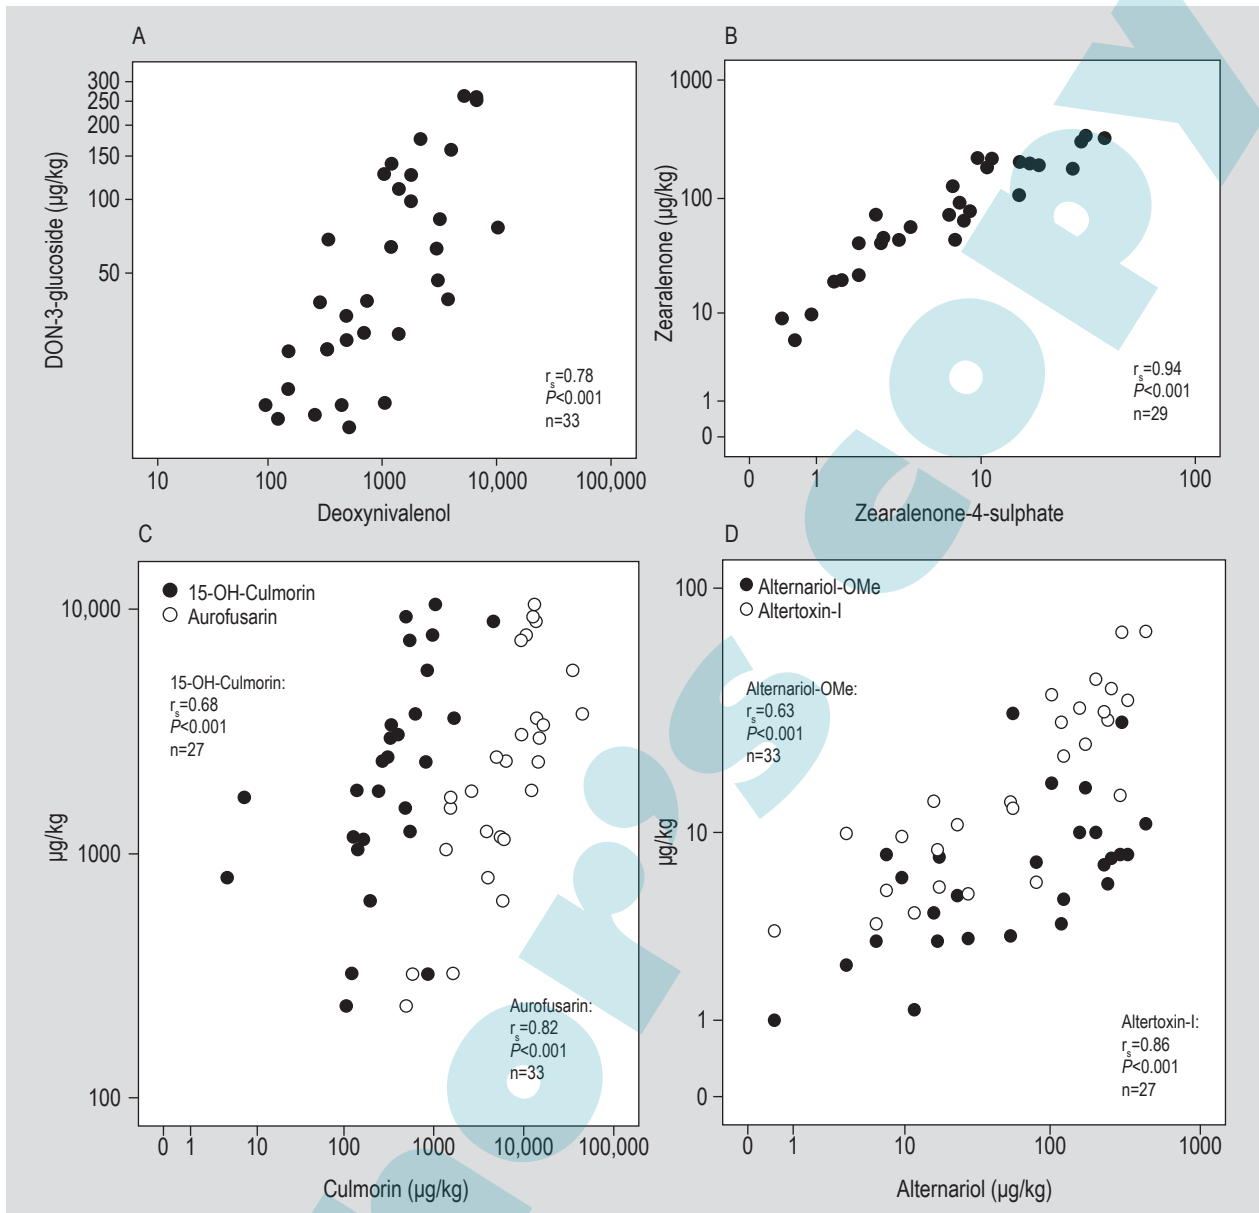 A
300
250
200
150
100
50
DON-3-glucoside (µg/kg)
rs=0.78
P<0.001
n=33
10
100
1000
10,000
100,000
Deoxynivalenol
B
1000
100
10
1
0
Zearalenone (µg/kg)
rs=0.94
P<0.001
n=29
0
1
10
100
Zearalenone-4-sulphate
C
15-OH-Culmorin
Aurofusarin
15-OH-Culmorin:
rs=0.68
P<0.001
n=27
10,000
1000
100
µg/kg
Aurofusarin:
rs=0.82
P<0.001
n=33
0
1
10
100
1000
10,000
100,000
Culmorin (µg/kg)
D
Alternariol-OMe
Altertoxin-I
Alternariol-OMe:
rs=0.63
P<0.001
n=33
100
10
1
0
µg/kg
Altertoxin-I:
rs=0.86
P<0.001
n=27
0
1
10
100
1000
Alternariol (µg/kg)
or's copy